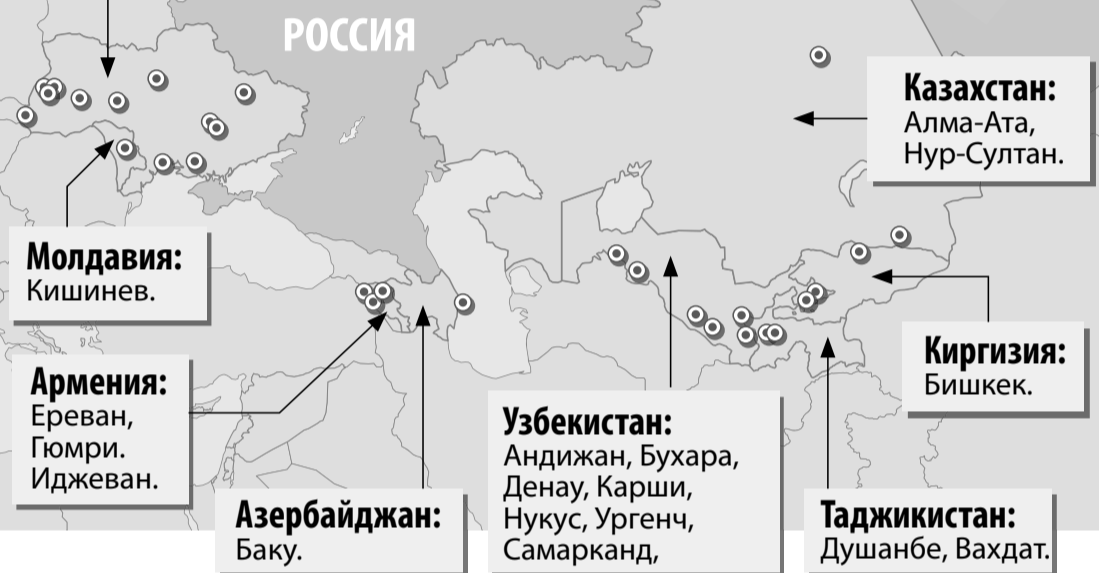 РОССИЯ
Казахстан:
Алма-Ата,
Нур-Султан.
Молдавия:
Кишинев.
Армения:
Ереван,
Гюмри.
Иджеван.
Азербайджан:
Баку.
Узбекистан:
Андижан, Бухара,
Денау, Карши,
Нукус, Ургенч,
Самарканд,
Киргизия:
Бишкек.
Таджикистан:
Душанбе, Вахдат.